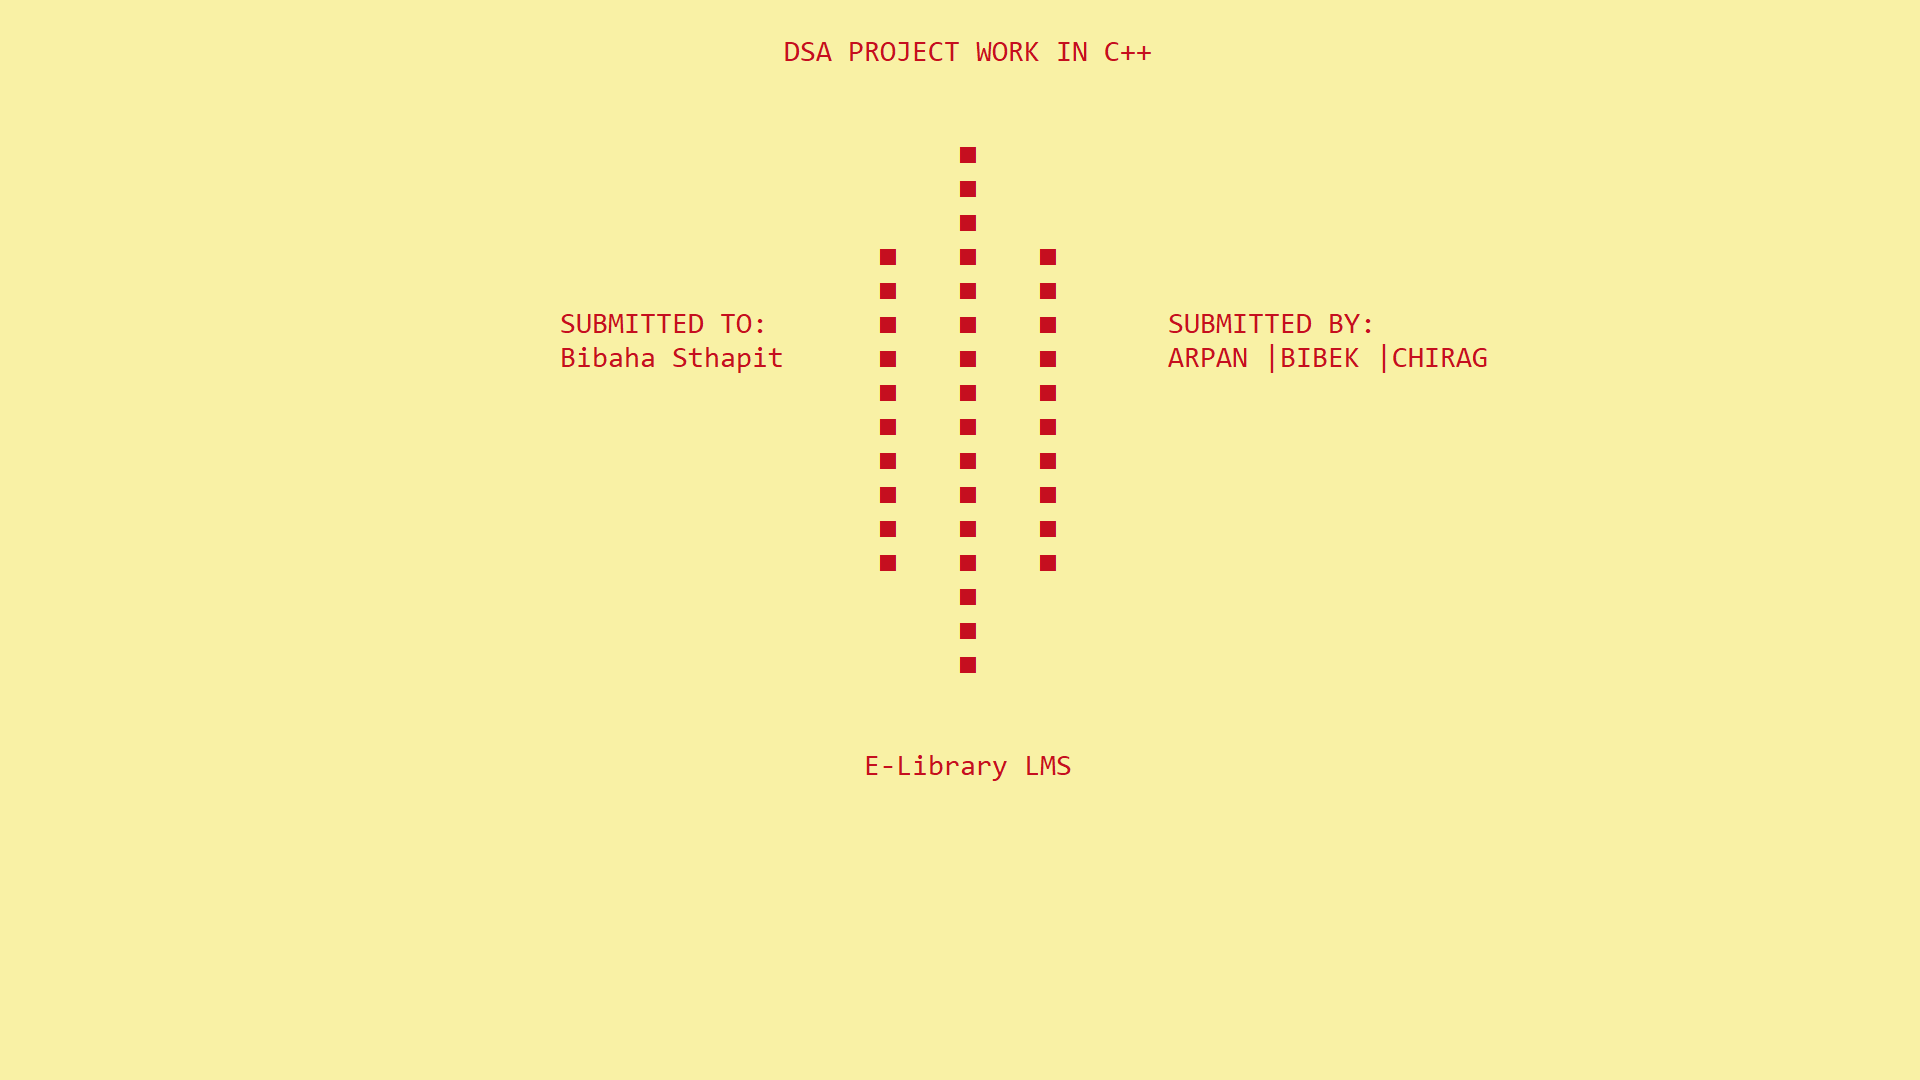 DSA PROJECT WORK IN C++
SUBMITTED TO:
Bibaha Sthapit
SUBMITTED BY:
ARPAN |BIBEK |CHIRAG
E-Library LMS